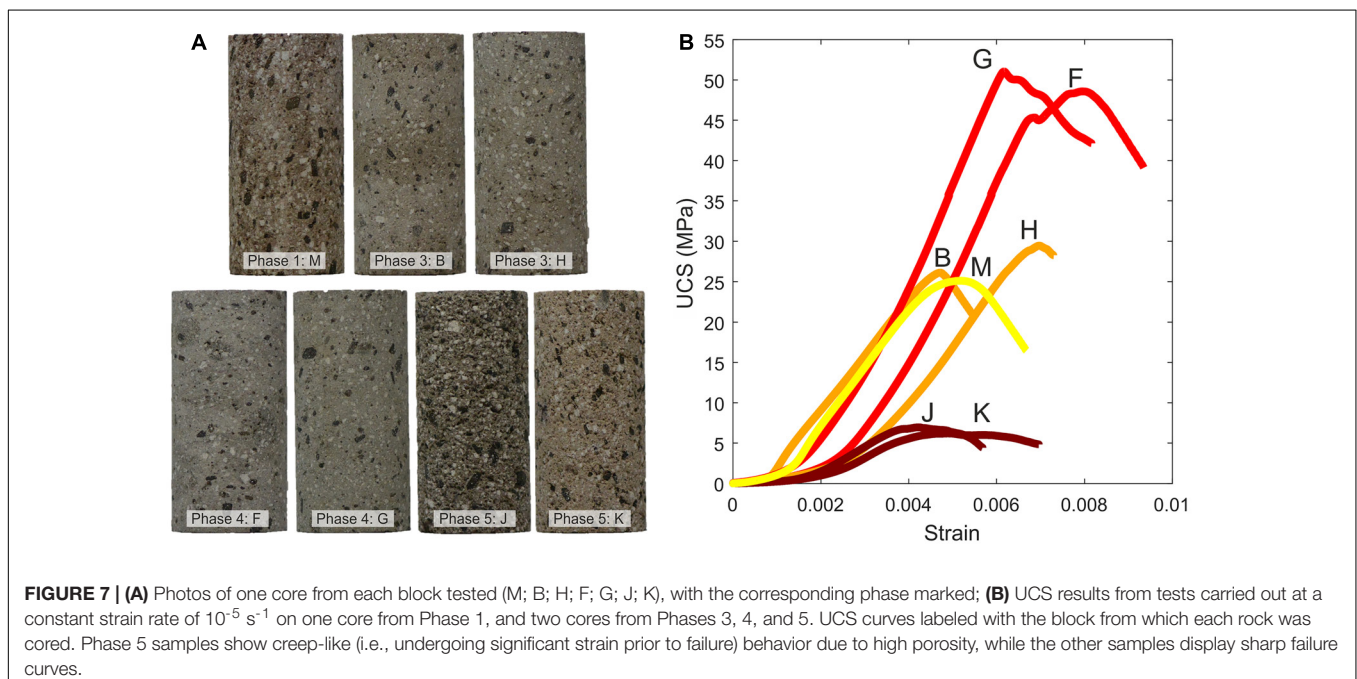 A
Phase 1: M
Phase 3: B
Phase 3: H
Phase 4: F
Phase 4: G
Phase 5: J
Phase 5: K
B
55
50
45
40
35
30
25
20
15
10
5
0
UCS (MPa)
G
F
H
B
M
J
K
0 0.002 0.004 0.006 0.008 0.01
Strain
FIGURE 7 | (A) Photos of one core from each block tested (M; B; H; F; G; J; K), with the corresponding phase marked; (B) UCS results from tests carried out at a
constant strain rate of 10⁻⁵ s⁻¹ on one core from Phase 1, and two cores from Phases 3, 4, and 5. UCS curves labeled with the block from which each rock was
cored. Phase 5 samples show creep-like (i.e., undergoing significant strain prior to failure) behavior due to high porosity, while the other samples display sharp failure
curves.